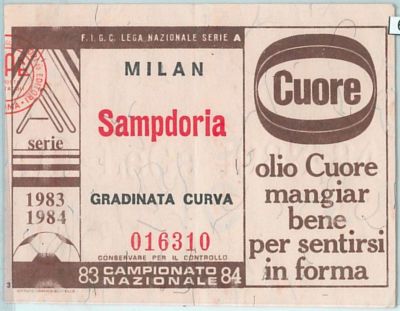 F.I.G.C. LEGA NAZIONALE SERIE A
MILAN
Sampdoria
GRADINATA CURVA
016310
CONSERVARE PER IL CONTROLLO
83 CAMPIONATO NAZIONALE 84
A
serie
1983
1984
Cuore
olio Cuore
mangiar
bene
per sentirsi
in forma